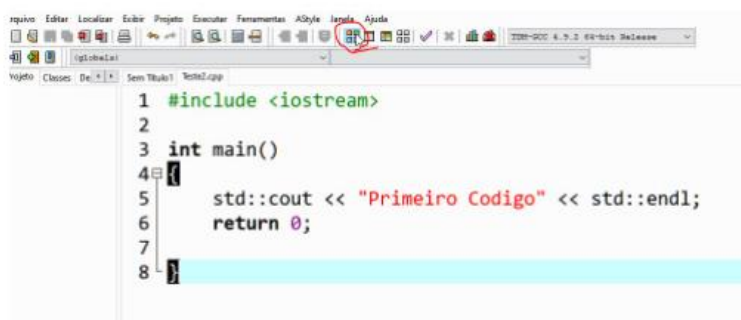 rquivo Editar Localizar Exibir Projeto Executar Ferramentas AStyle Janela Ajuda
TDM-GCC 4.9.2 64-bit Release
(globals)
rojeto Classes De Sem Título1 Teste2.cpp
1 #include <iostream>
2
3 int main()
4 {
5 std::cout << "Primeiro Codigo" << std::endl;
6 return 0;
7
8 }